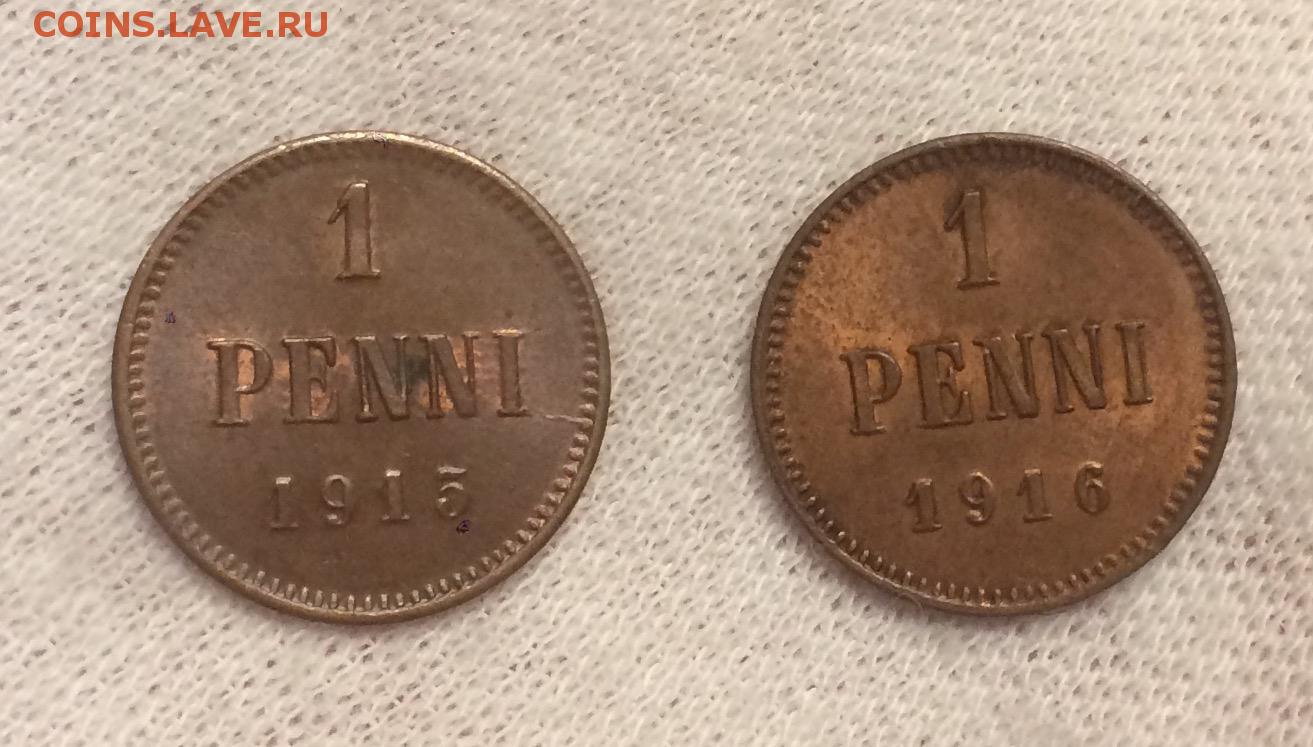 COINS.LAVE.RU
1
PENNI
1915
1
PENNI
1916